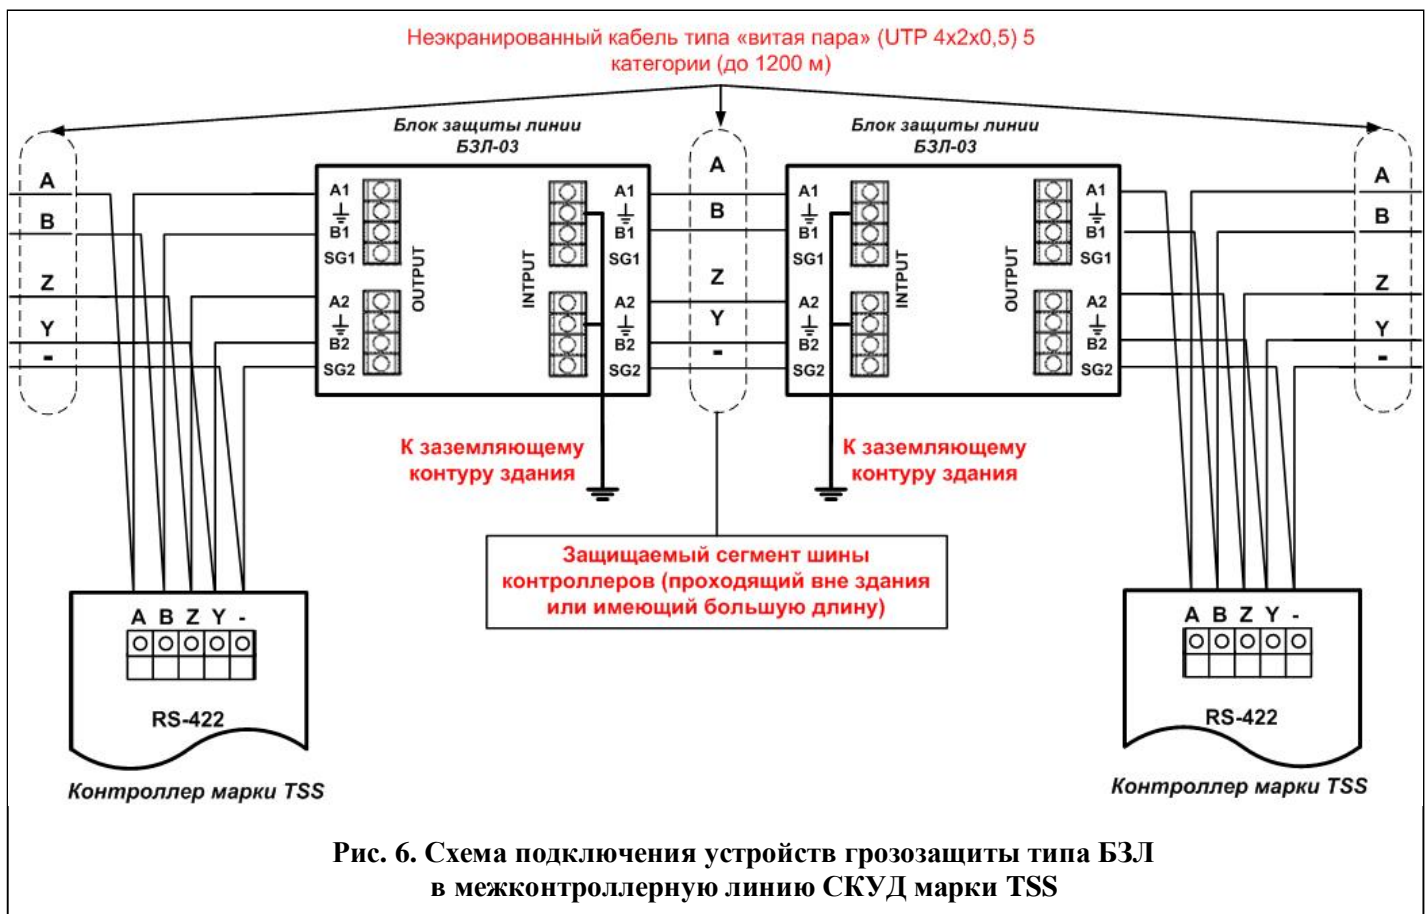 Неэкранированный кабель типа «витая пара» (UTP 4x2x0,5) 5
категории (до 1200 м)
Блок защиты линии
БЗЛ-03
Блок защиты линии
БЗЛ-03
A
B
Z
Y
-
A1
B1
SG1
A2
B2
SG2
OUTPUT
INTPUT
A1
B1
SG1
A2
B2
SG2
A
B
Z
Y
-
A1
B1
SG1
A2
B2
SG2
INTPUT
OUTPUT
A1
B1
SG1
A2
B2
SG2
A
B
Z
Y
-
К заземляющему
контуру здания
К заземляющему
контуру здания
Защищаемый сегмент шины
контроллеров (проходящий вне здания
или имеющий большую длину)
A B Z Y -
RS-422
Контроллер марки TSS
A B Z Y -
RS-422
Контроллер марки TSS
Рис. 6. Схема подключения устройств грозозащиты типа БЗЛ
в межконтроллерную линию СКУД марки TSS